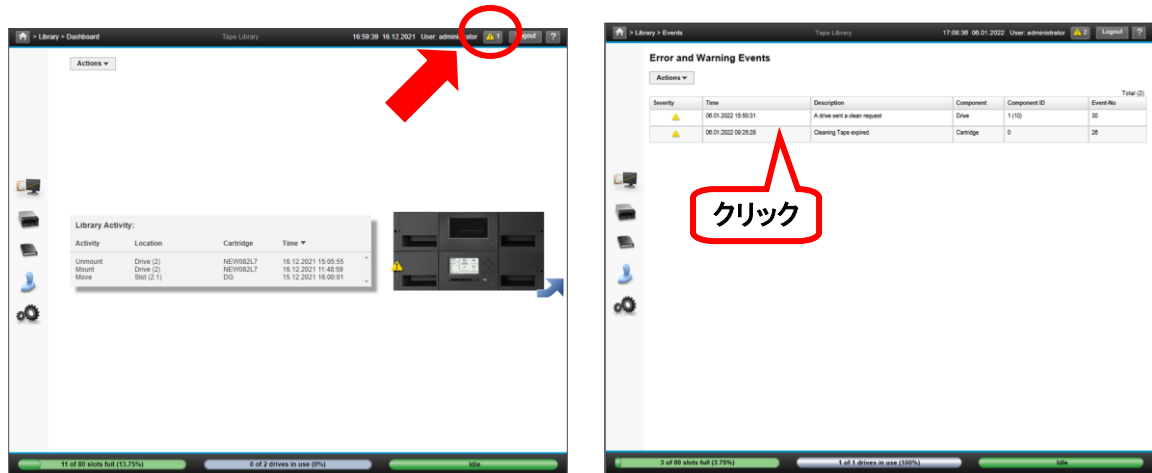 > Library > Dashboard
Tape Library
16:59:39 16.12.2021 User: administrator
1
Logout
?
Actions
Library Activity:
Activity Location Cartridge Time
Unmount Drive (2) NEW082L7 16.12.2021 15:05:55
Mount Drive (2) NEW082L7 16.12.2021 11:48:59
Move Slot (2.1) DG 15.12.2021 16:00:01
11 of 80 slots full (13.75%)
0 of 2 drives in use (0%)
Idle
> Library > Events
Tape Library
17:08:38 06.01.2022 User: administrator
2
Logout
?
Error and Warning Events
Actions
Total (2)
Severity Time Description Component Component ID Event-No
06.01.2022 15:50:31 A drive sent a clean request Drive 1 (10) 30
06.01.2022 09:28:28 Cleaning Tape expired Cartridge 0 26
クリック
3 of 80 slots full (3.75%)
1 of 1 drives in use (100%)
Idle